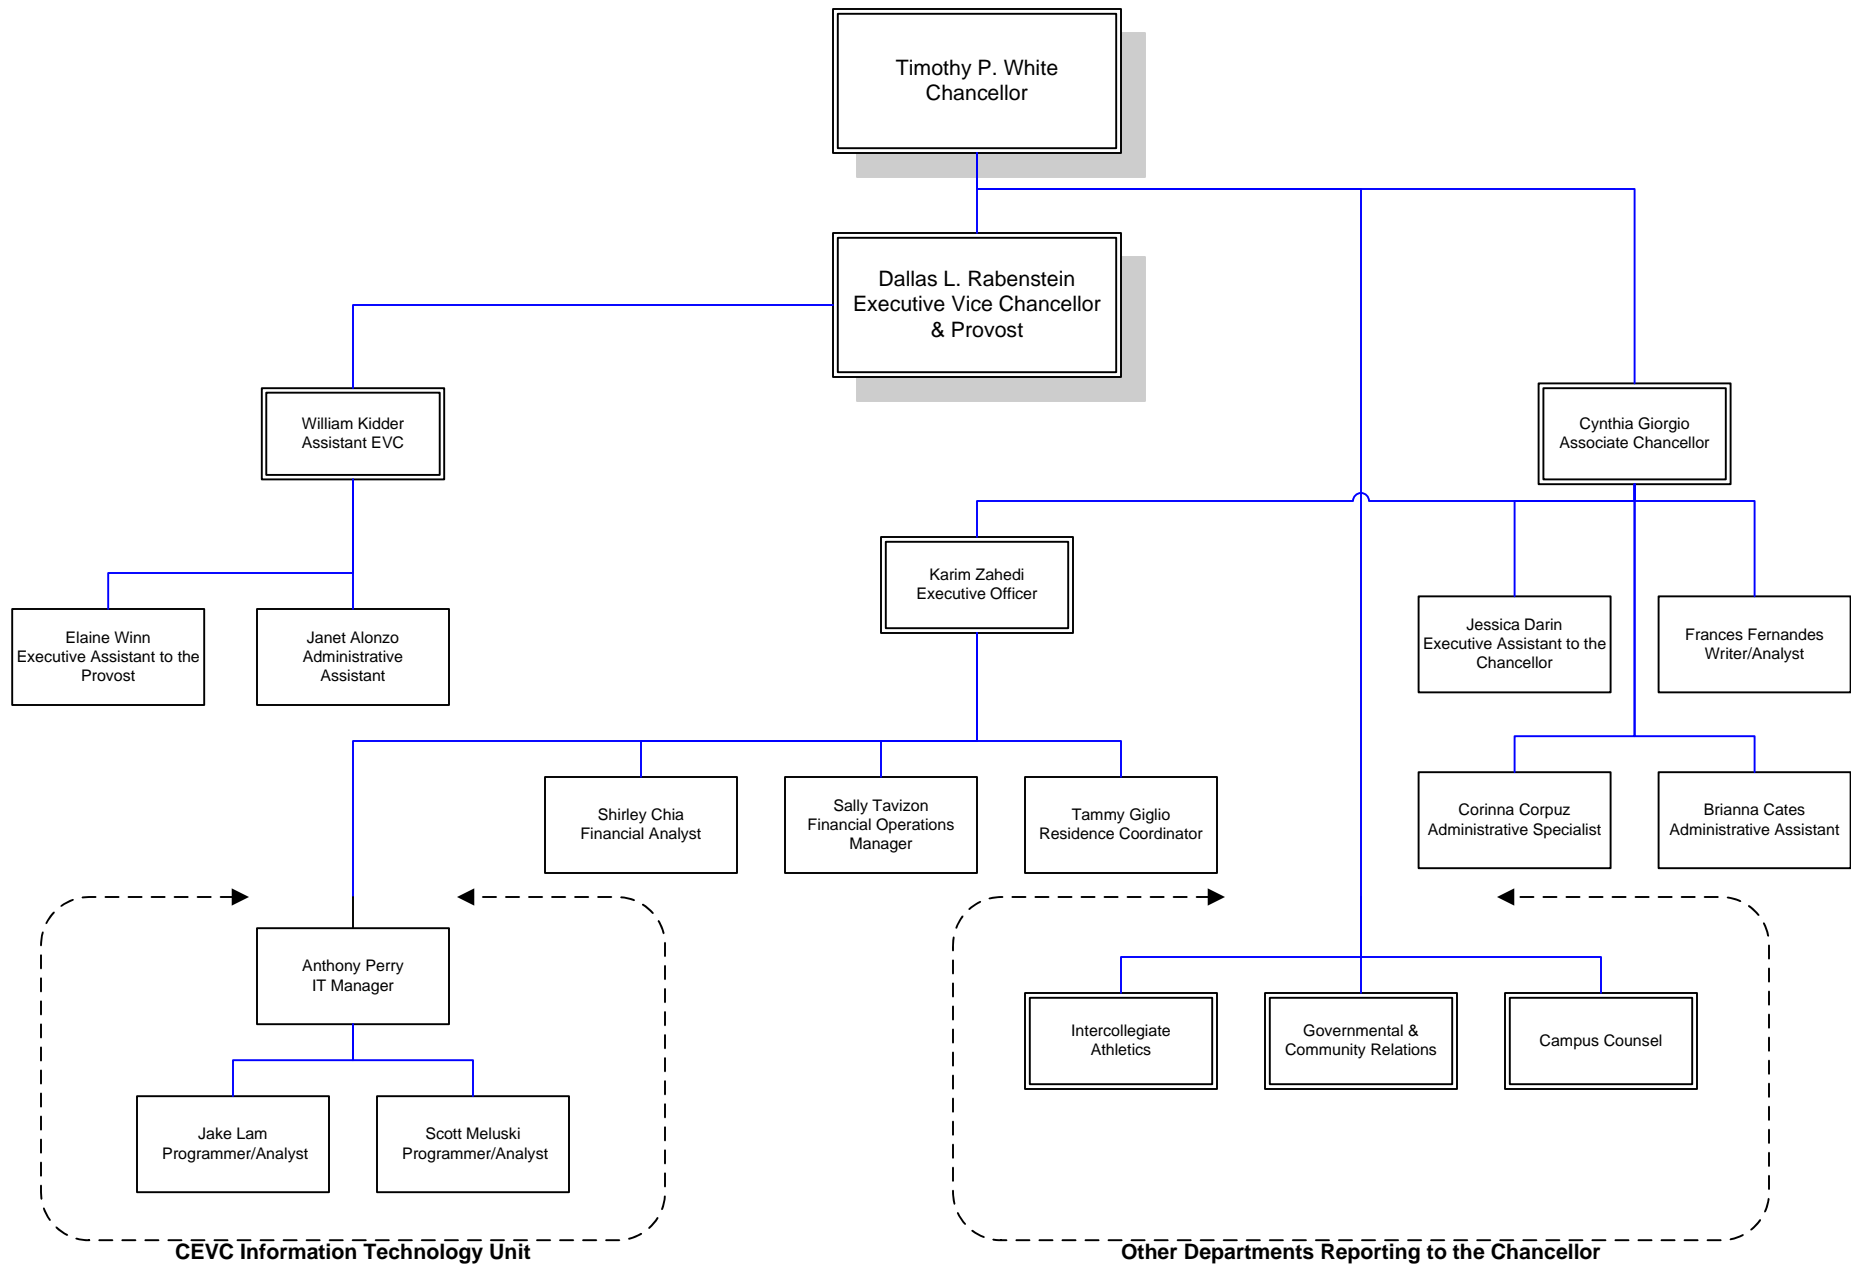 Timothy P. White
Chancellor
Dallas L. Rabenstein
Executive Vice Chancellor
& Provost
William Kidder
Assistant EVC
Cynthia Giorgio
Associate Chancellor
Karim Zahedi
Executive Officer
Elaine Winn
Executive Assistant to the
Provost
Janet Alonzo
Administrative
Assistant
Jessica Darin
Executive Assistant to the
Chancellor
Frances Fernandes
Writer/Analyst
Shirley Chia
Financial Analyst
Sally Tavizon
Financial Operations
Manager
Tammy Giglio
Residence Coordinator
Corinna Corpuz
Administrative Specialist
Brianna Cates
Administrative Assistant
Anthony Perry
IT Manager
Intercollegiate
Athletics
Governmental &
Community Relations
Campus Counsel
Jake Lam
Programmer/Analyst
Scott Meluski
Programmer/Analyst
CEVC Information Technology Unit
Other Departments Reporting to the Chancellor